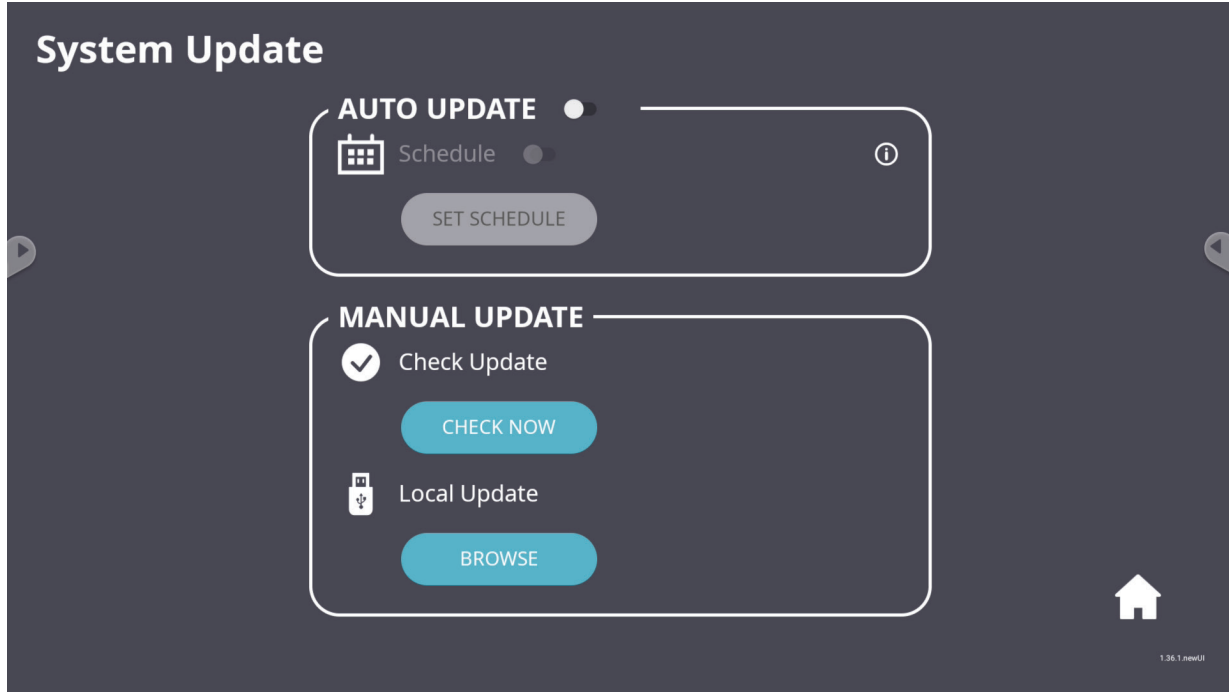 System Update
AUTO UPDATE
Schedule
SET SCHEDULE
MANUAL UPDATE
Check Update
CHECK NOW
Local Update
BROWSE
1.36.1.newUI